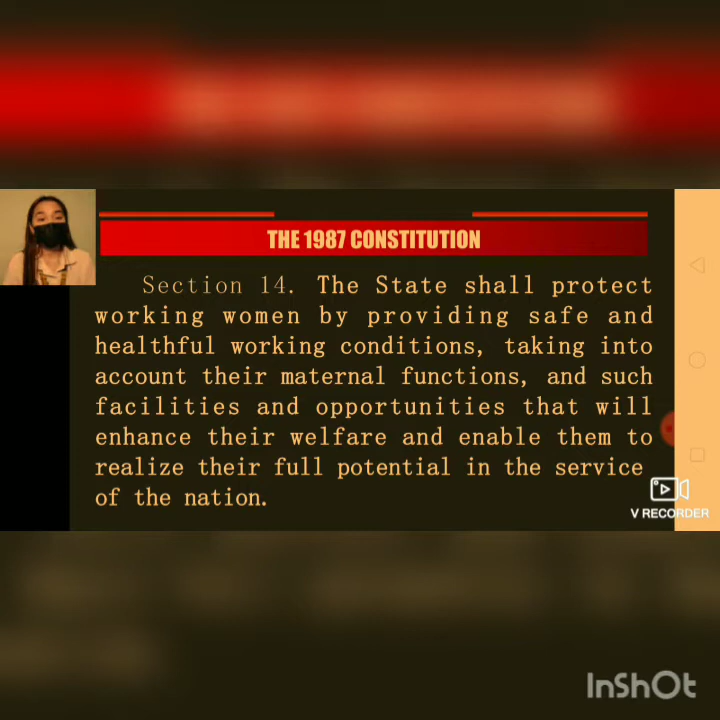 THE 1987 CONSTITUTION
Section 14. The State shall protect
working women by providing safe and
healthful working conditions, taking into
account their maternal functions, and such
facilities and opportunities that will
enhance their welfare and enable them to
realize their full potential in the service
of the nation.
V RECORDER
InShOt